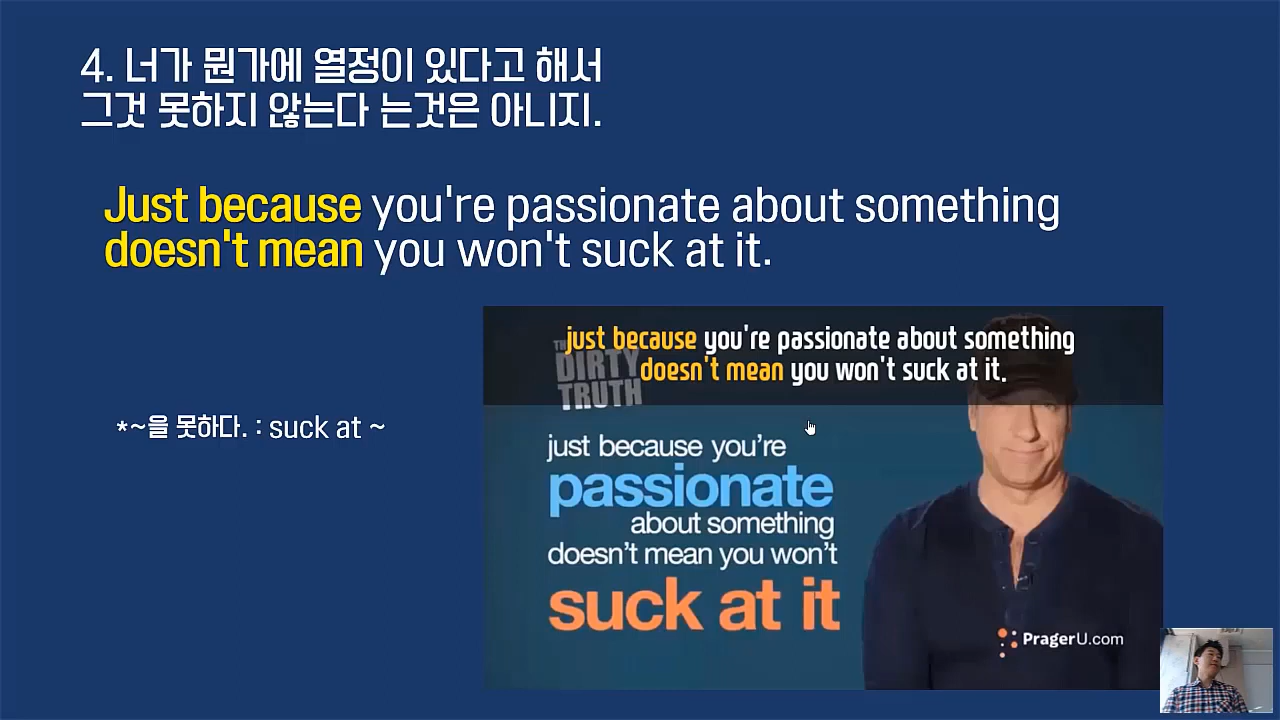 4. 너가 뭔가에 열정이 있다고 해서
그것 못하지 않는다 는것은 아니지.
Just because you're passionate about something
doesn't mean you won't suck at it.
just because you're passionate about something
doesn't mean you won't suck at it.
THE
DIRTY
TRUTH
*~을 못하다. : suck at ~
just because you're
passionate
about something
doesn't mean you won't
suck at it
PragerU.com